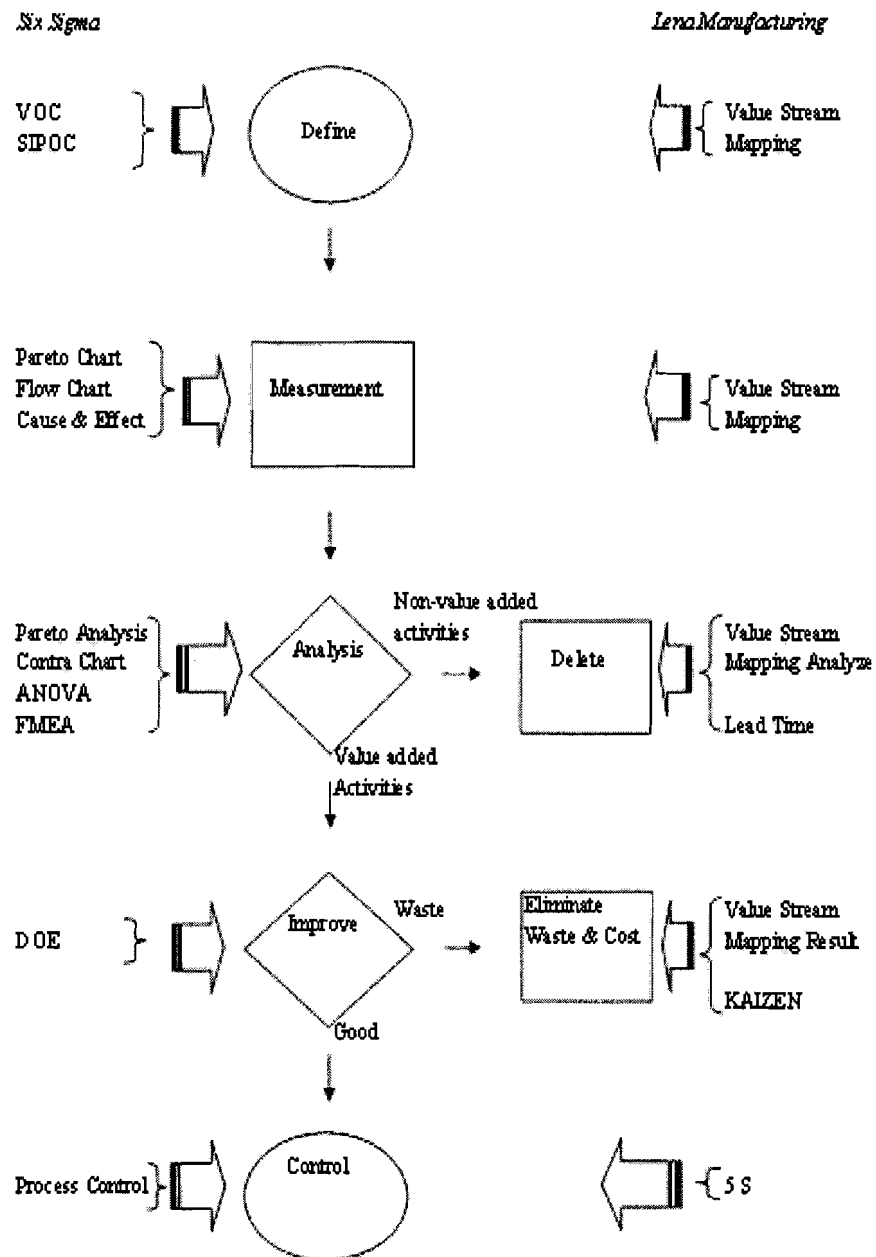 Six Sigma
Lena Manufacturing
VOC
SIPOC
Define
Value Stream
Mapping
Pareto Chart
Flow Chart
Cause & Effect
Measurement
Value Stream
Mapping
Pareto Analysis
Contra Chart
ANOVA
FMEA
Analysis
Non-value added
activities
Delete
Value Stream
Mapping Analyze
Lead Time
Value added
Activities
DOE
Improve
Waste
Eliminate
Waste & Cost
Value Stream
Mapping Result
KAIZEN
Good
Process Control
Control
5 S